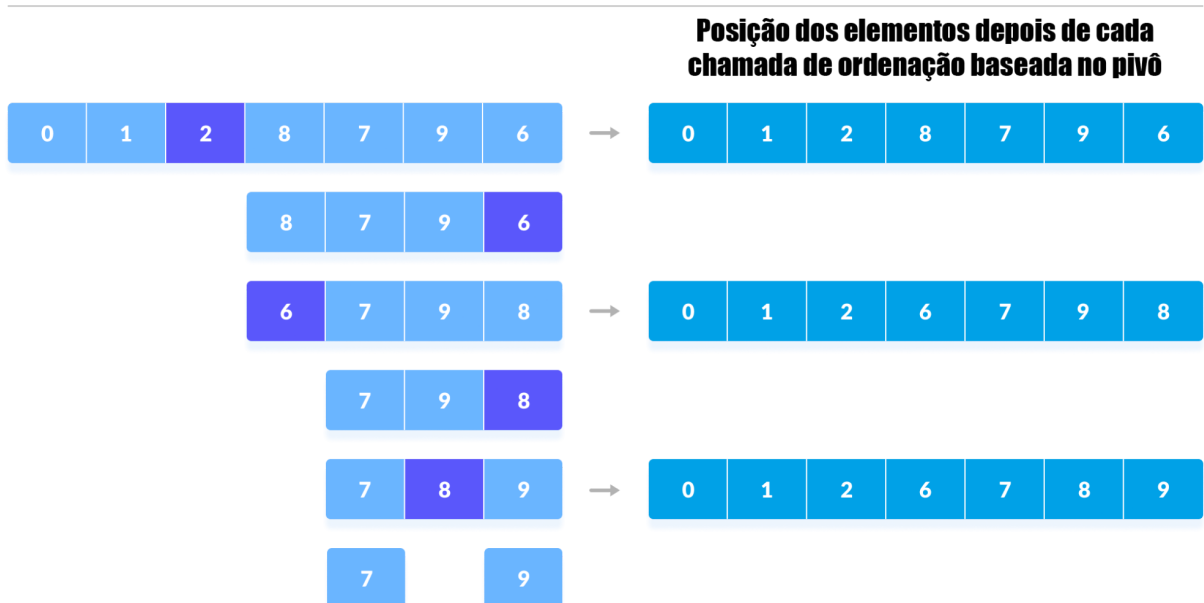 Posição dos elementos depois de cada
chamada de ordenação baseada no pivô
0 1 2 8 7 9 6 0 1 2 8 7 9 6
8 7 9 6
6 7 9 8 0 1 2 6 7 9 8
7 9 8
7 8 9 0 1 2 6 7 8 9
7 9